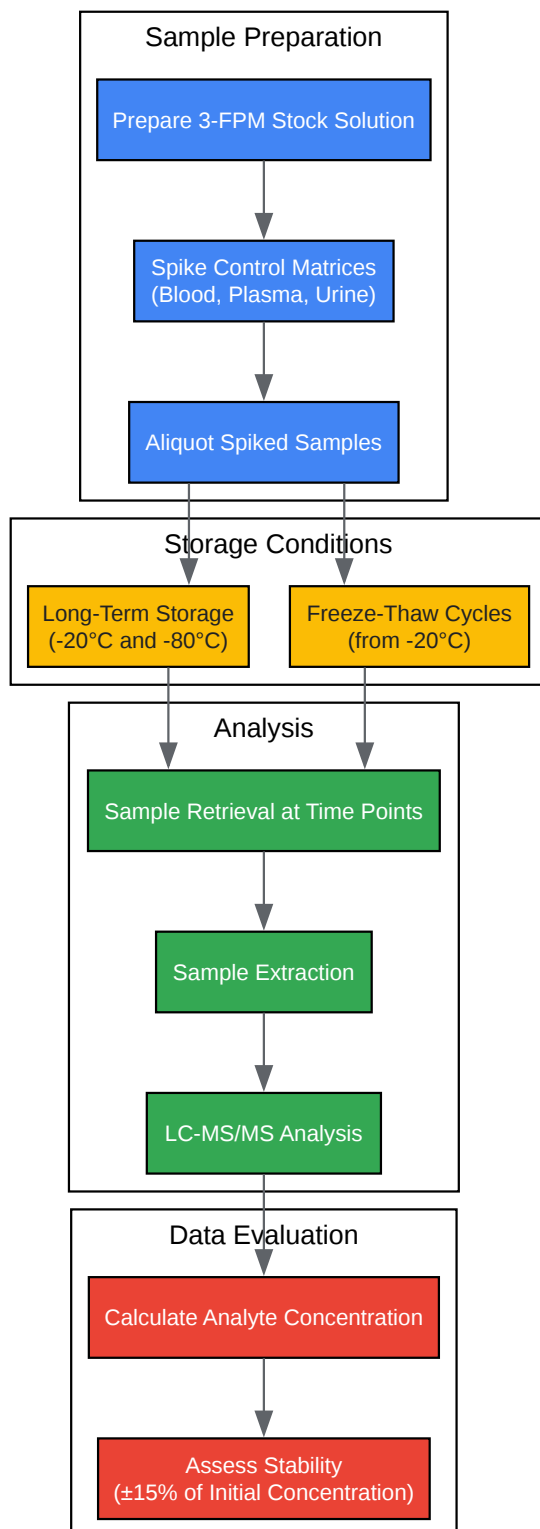 Sample Preparation
Prepare 3-FPM Stock Solution
Spike Control Matrices
(Blood, Plasma, Urine)
Aliquot Spiked Samples
Storage Conditions
Long-Term Storage
(-20°C and -80°C)
Freeze-Thaw Cycles
(from -20°C)
Analysis
Sample Retrieval at Time Points
Sample Extraction
LC-MS/MS Analysis
Data Evaluation
Calculate Analyte Concentration
Assess Stability
(±15% of Initial Concentration)